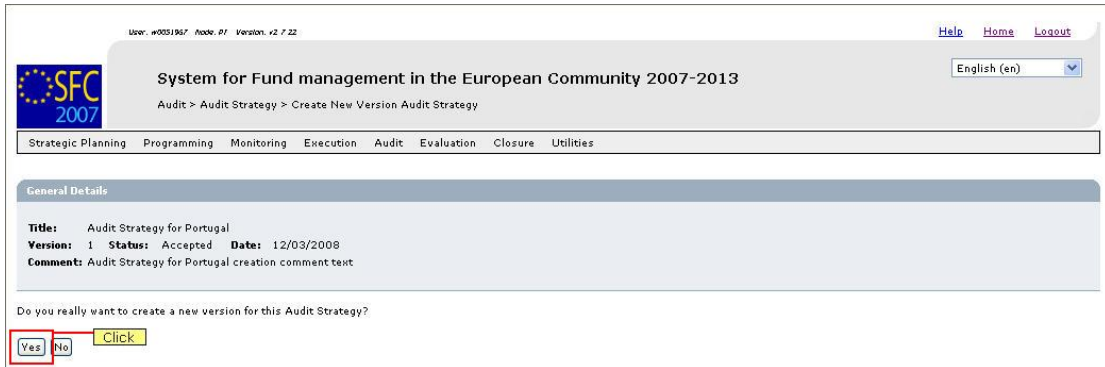 User. w0051967 Node. D1 Version. v2 7 22
Help Home Logout
English (en)
SFC
2007
System for Fund management in the European Community 2007-2013
Audit > Audit Strategy > Create New Version Audit Strategy
Strategic Planning Programming Monitoring Execution Audit Evaluation Closure Utilities
General Details
Title: Audit Strategy for Portugal
Version: 1 Status: Accepted Date: 12/03/2008
Comment: Audit Strategy for Portugal creation comment text
Do you really want to create a new version for this Audit Strategy?
Yes No Click